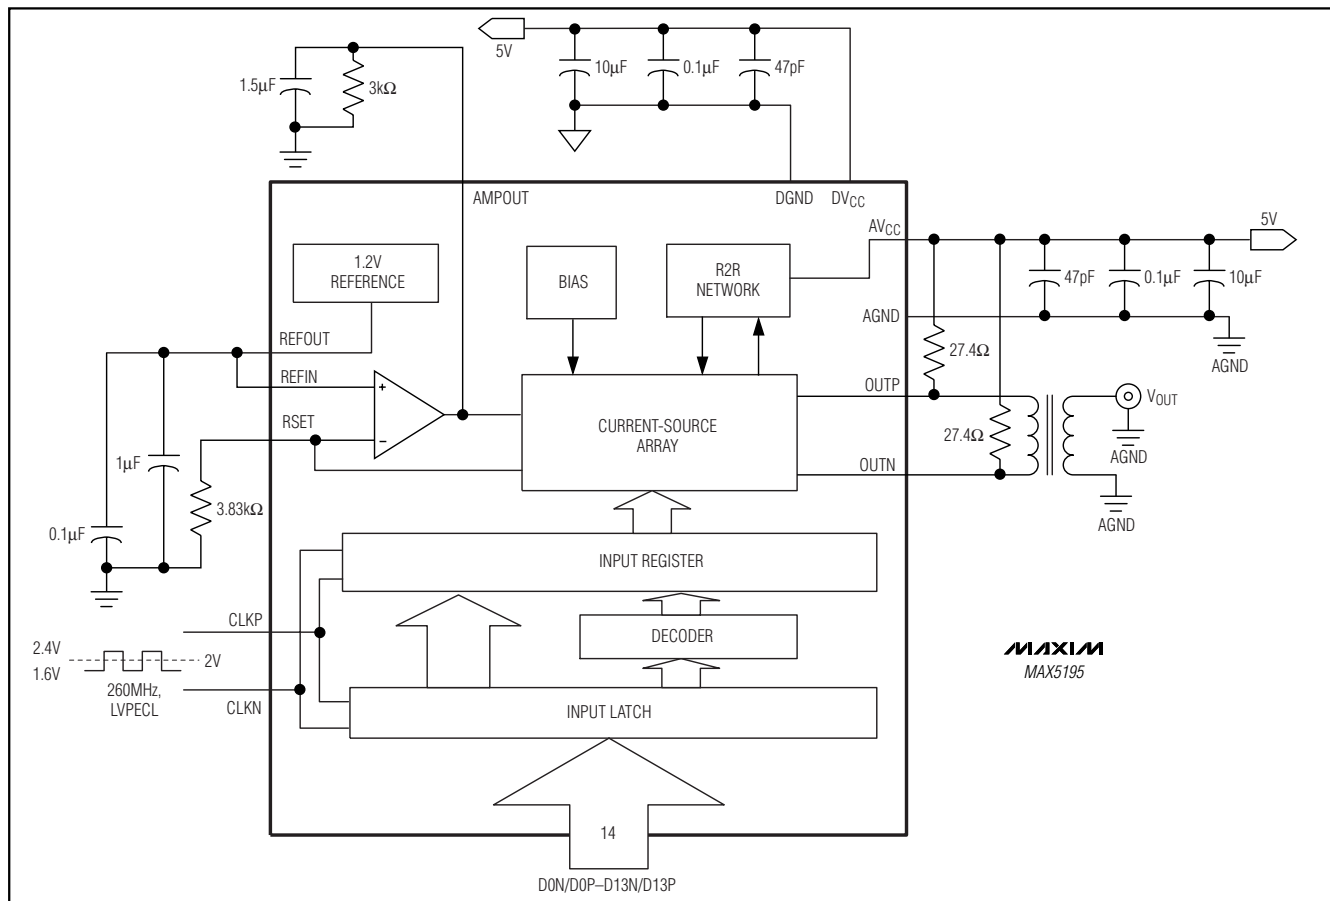 5V
1.5µF
3kΩ
10µF
0.1µF
47pF
AMPOUT
DGND
DVCC
AVCC
5V
1.2V
REFERENCE
BIAS
R2R
NETWORK
47pF
0.1µF
10µF
AGND
AGND
REFOUT
REFIN
+
RSET
−
27.4Ω
OUTP
CURRENT-SOURCE
ARRAY
27.4Ω
VOUT
AGND
OUTN
AGND
1µF
3.83kΩ
0.1µF
INPUT REGISTER
CLKP
DECODER
2.4V
2V
1.6V
260MHz,
LVPECL
CLKN
INPUT LATCH
MAXIM
MAX5195
14
D0N/D0P–D13N/D13P